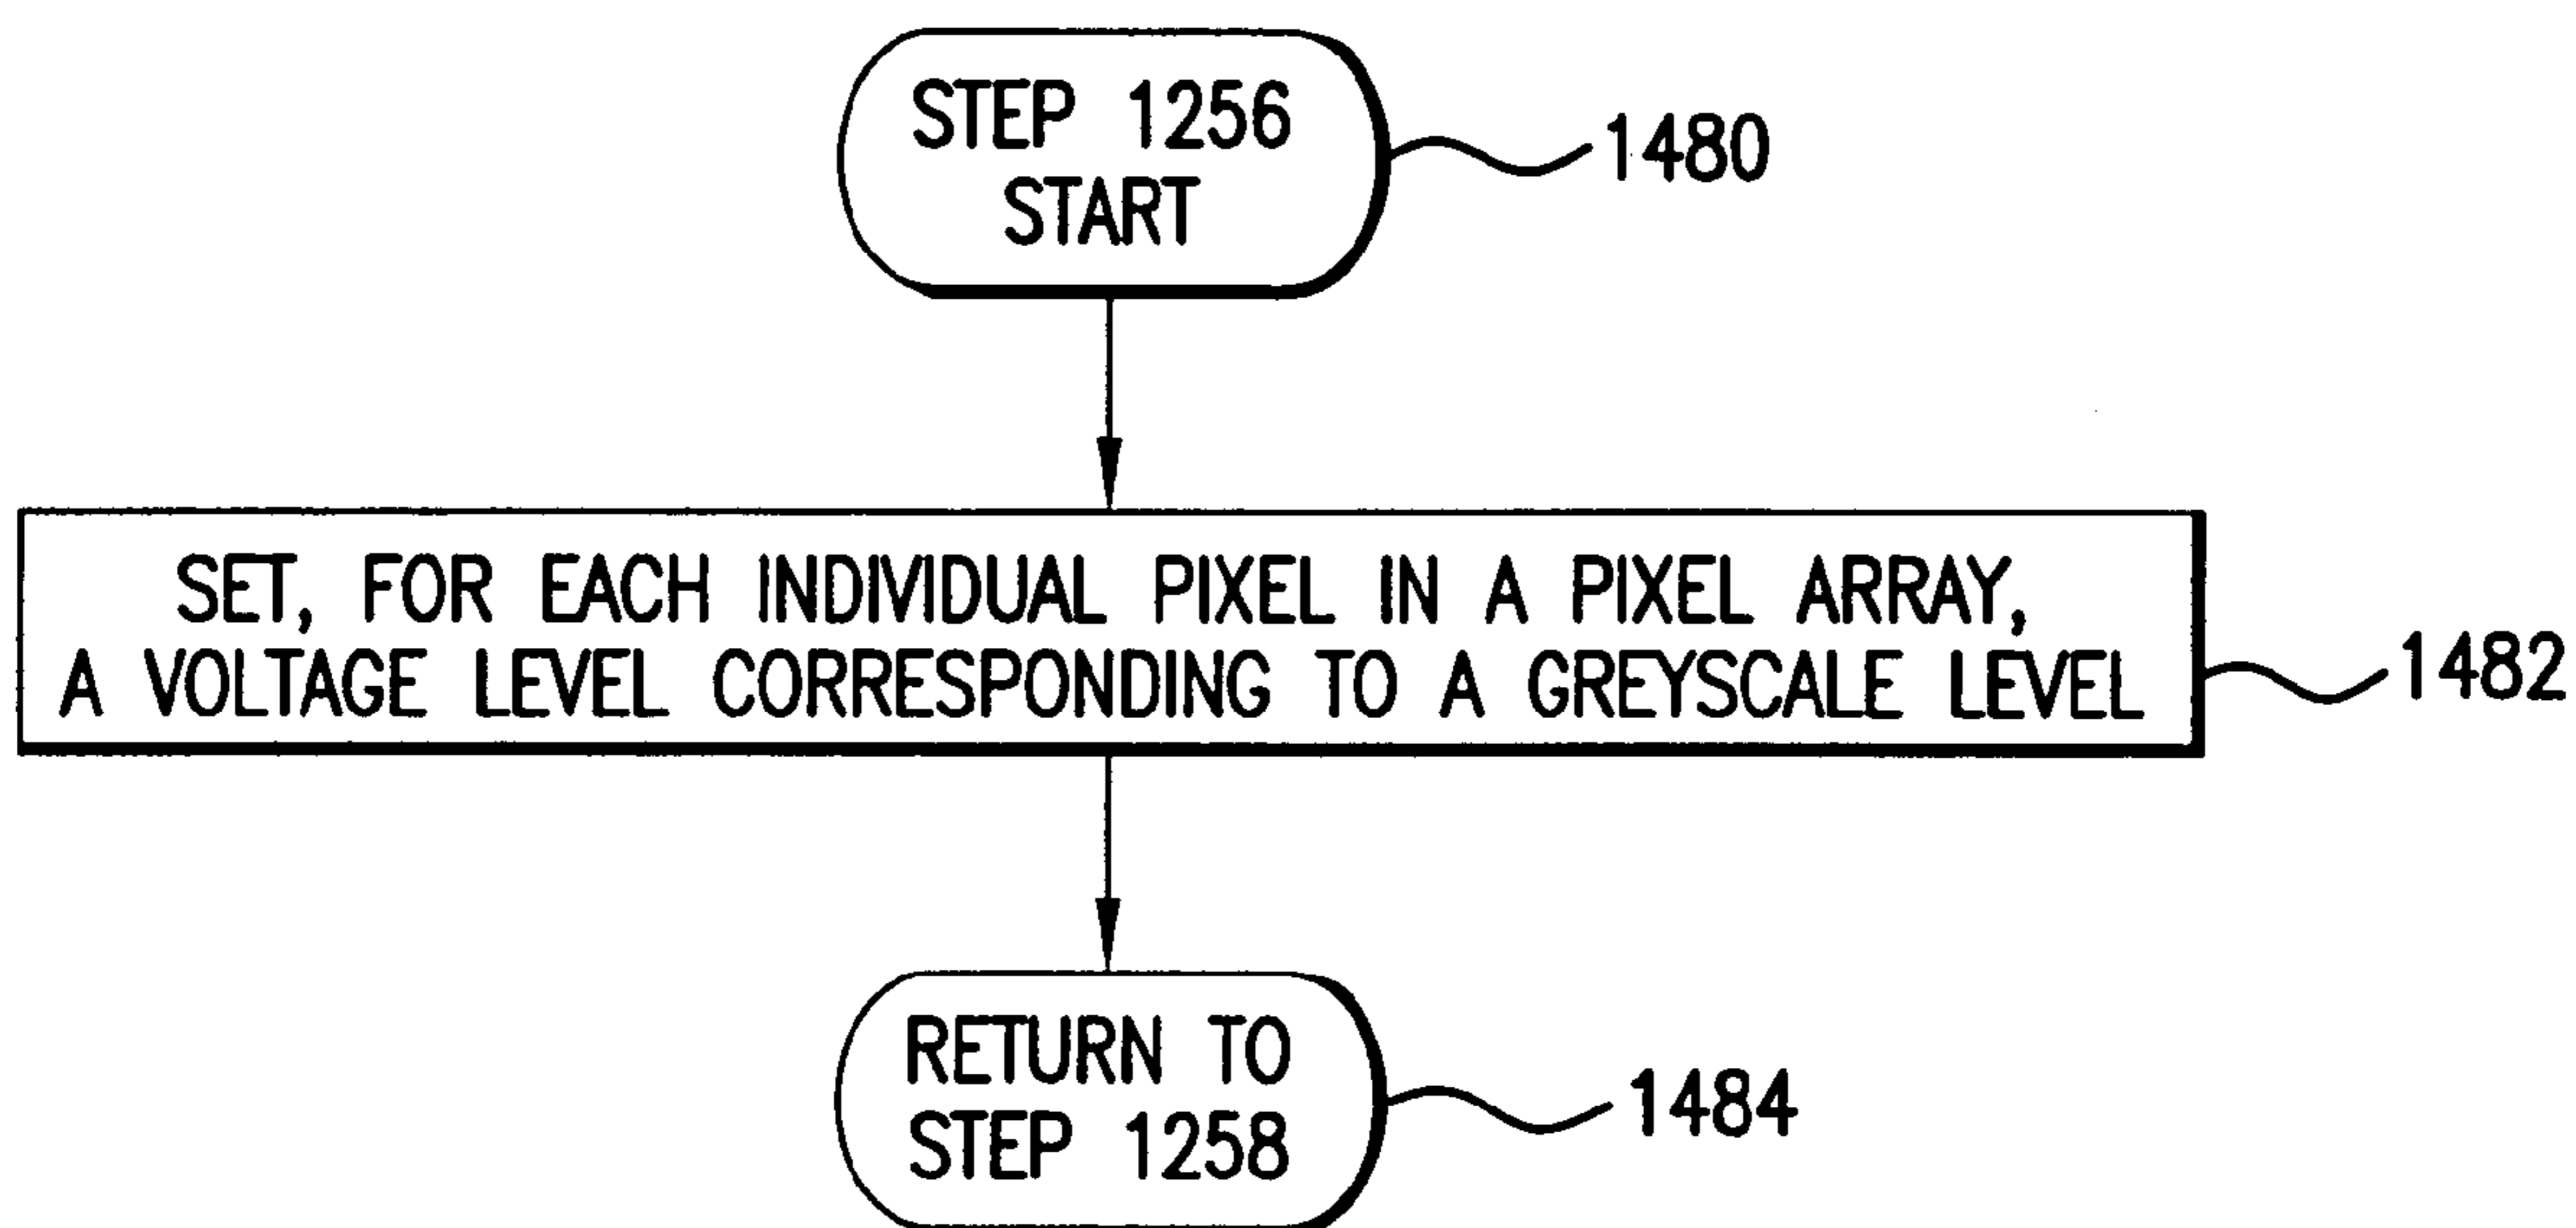 STEP 1256
START
1480
SET, FOR EACH INDIVIDUAL PIXEL IN A PIXEL ARRAY,
A VOLTAGE LEVEL CORRESPONDING TO A GREYSCALE LEVEL
1482
RETURN TO
STEP 1258
1484